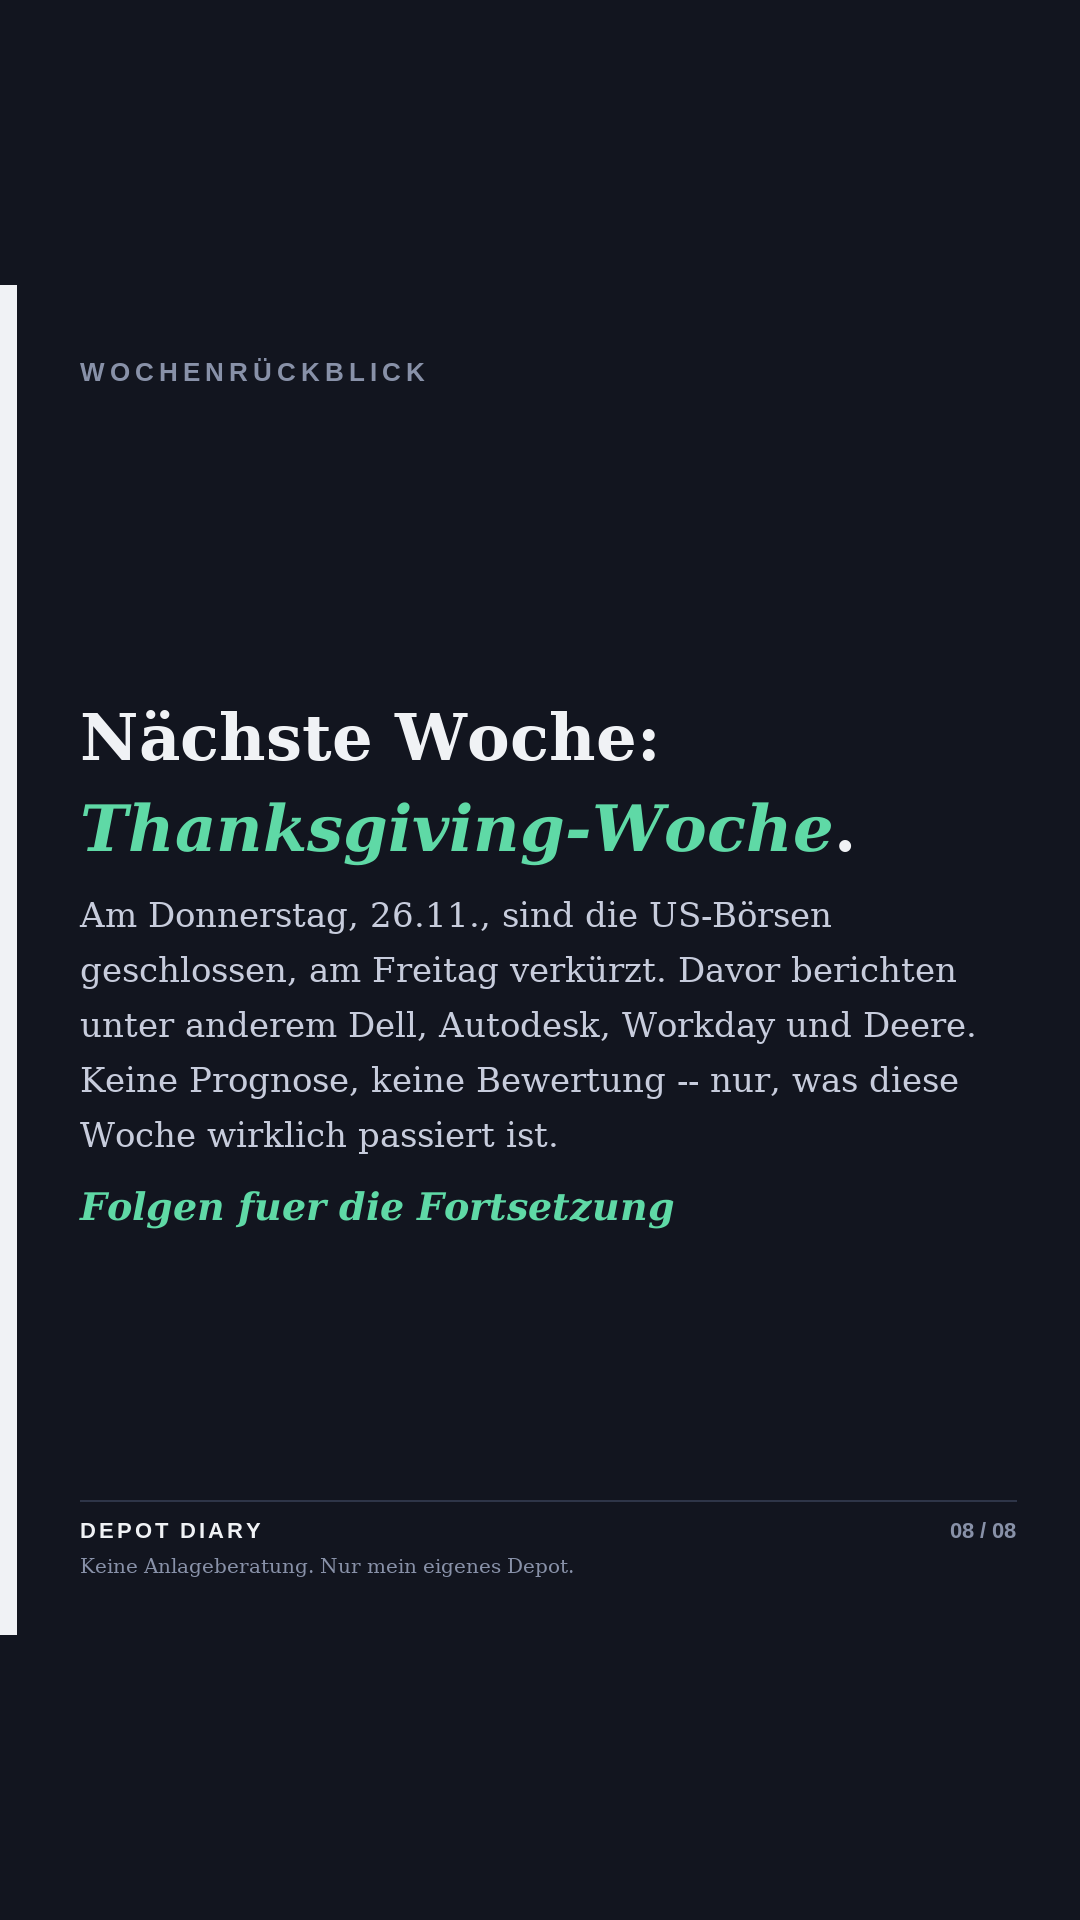 WOCHENRÜCKBLICK
Nächste Woche:
Thanksgiving-Woche.
Am Donnerstag, 26.11., sind die US-Börsen
geschlossen, am Freitag verkürzt. Davor berichten
unter anderem Dell, Autodesk, Workday und Deere.
Keine Prognose, keine Bewertung -- nur, was diese
Woche wirklich passiert ist.
Folgen fuer die Fortsetzung
DEPOT DIARY
08 / 08
Keine Anlageberatung. Nur mein eigenes Depot.